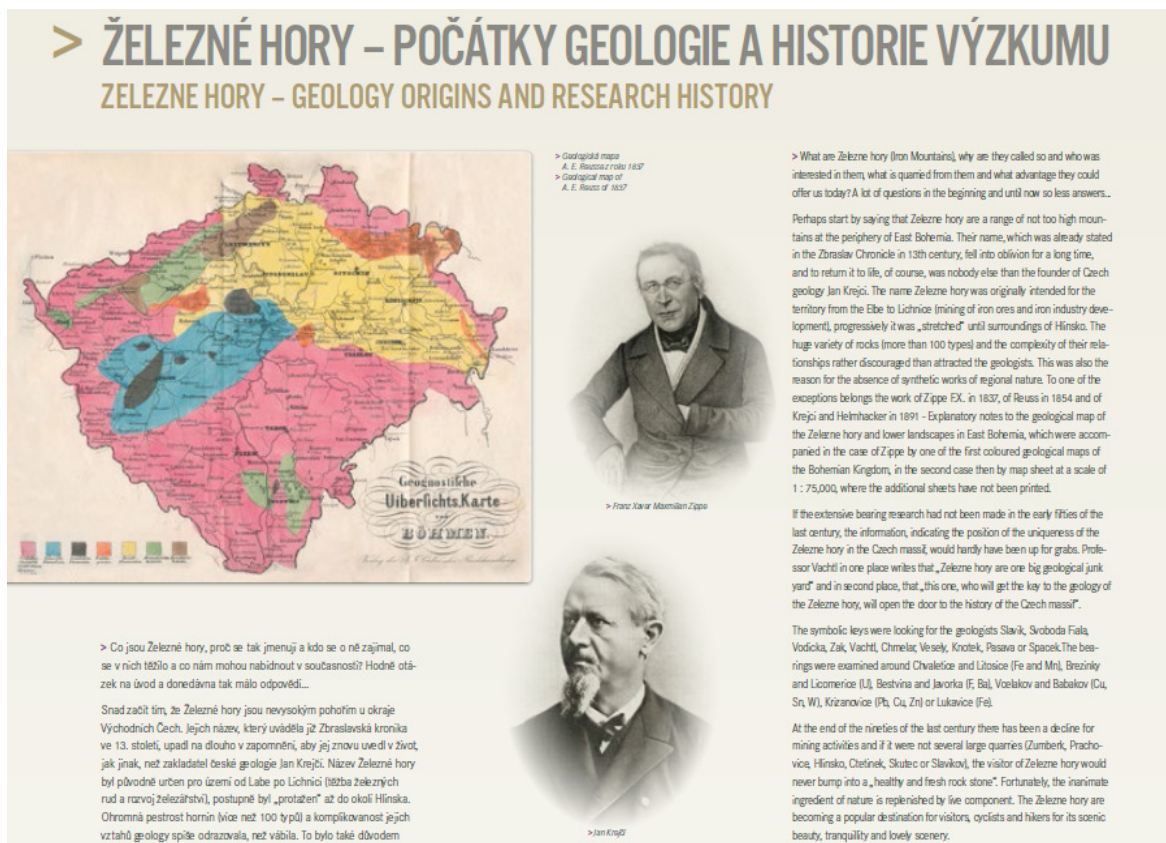 > ŽELEZNÉ HORY – POČÁTKY GEOLOGIE A HISTORIE VÝZKUMU
ZELEZNE HORY – GEOLOGY ORIGINS AND RESEARCH HISTORY
> Geologická mapa
A. E. Reusse z roku 1857
> Geological map of
A. E. Reuss of 1857
Geognostische
Uibersichts.Karte
von
BÖHMEN.
> Franz Xaver Maxmilian Zippe
> Jan Krejčí
> Co jsou Železné hory, proč se tak jmenují a kdo se o ně zajímal, co
se v nich těžilo a co nám mohou nabídnout v současnosti? Hodně otá-
zek na úvod a donedávna tak málo odpovědí...
Snad začít tím, že Železné hory jsou nevysokým pohořím u okraje
Východních Čech. Jejich název, který uváděla již Zbraslavská kronika
ve 13. století, upadl na dlouho v zapomnění, aby jej znovu uvedl v život,
jak jinak, než zakladatel české geologie Jan Krejčí. Název Železné hory
byl původně určen pro území od Labe po Lichnici (těžba železných
rud a rozvoj železářství), postupně byl „protažen" až do okolí Hlinska.
Ohromná pestrost hornin (více než 100 typů) a komplikovanost jejich
vztahů geology spíše odrazovala, než vábila. To bylo také důvodem
> What are Zelezne hory (Iron Mountains), why are they called so and who was
interested in them, what is quarried from them and what advantage they could
offer us today? A lot of questions in the beginning and until now so less answers...
Perhaps start by saying that Zelezne hory are a range of not too high moun-
tains at the periphery of East Bohemia. Their name, which was already stated
in the Zbraslav Chronicle in 13th century, fell into oblivion for a long time,
and to return it to life, of course, was nobody else than the founder of Czech
geology Jan Krejci. The name Zelezne hory was originally intended for the
territory from the Elbe to Lichnice (mining of iron ores and iron industry deve-
lopment), progressively it was „stretched" until surroundings of Hlinsko. The
huge variety of rocks (more than 100 types) and the complexity of their rela-
tionships rather discouraged than attracted the geologists. This was also the
reason for the absence of synthetic works of regional nature. To one of the
exceptions belongs the work of Zippe F.X. in 1837, of Reuss in 1854 and of
Krejci and Helmhacker in 1891 - Explanatory notes to the geological map of
the Zelezne hory and lower landscapes in East Bohemia, which were accom-
panied in the case of Zippe by one of the first coloured geological maps of
the Bohemian Kingdom, in the second case then by map sheet at a scale of
1 : 75,000, where the additional sheets have not been printed.
If the extensive bearing research had not been made in the early fifties of the
last century, the information, indicating the position of the uniqueness of the
Zelezne hory in the Czech massif, would hardly have been up for grabs. Profe-
ssor Vachtl in one place writes that „Zelezne hory are one big geological junk
yard" and in second place, that „this one, who will get the key to the geology of
the Zelezne hory, will open the door to the history of the Czech massif".
The symbolic keys were looking for the geologists Slavik, Svoboda Fiala,
Vodicka, Zak, Vachtl, Chmelar, Vesely, Knotek, Pasava or Spacek.The bea-
rings were examined around Chvaletice and Litosice (Fe and Mn), Brezinky
and Licomerice (U), Bestvina and Javorka (F, Ba), Vcelakov and Babakov (Cu,
Sn, W), Krizanovice (Pb, Cu, Zn) or Lukavice (Fe).
At the end of the nineties of the last century there has been a decline for
mining activities and if it were not several large quarries (Zumberk, Pracho-
vice, Hlinsko, Ctetinek, Skutec or Slavikov), the visitor of Zelezne hory would
never bump into a „healthy and fresh rock stone". Fortunately, the inanimate
ingredient of nature is replenished by live component. The Zelezne hory are
becoming a popular destination for visitors, cyclists and hikers for its scenic
beauty, tranquillity and lovely scenery.